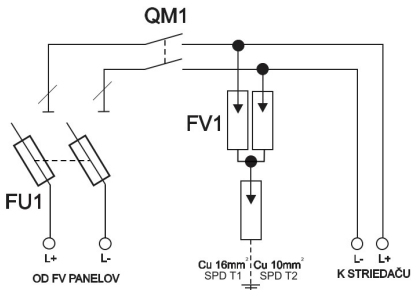 QM1
FV1
FU1
L+ L- L- L+
Cu 16mm² Cu 10mm²
SPD T1 SPD T2
OD FV PANELOV
K STRIEDAČU